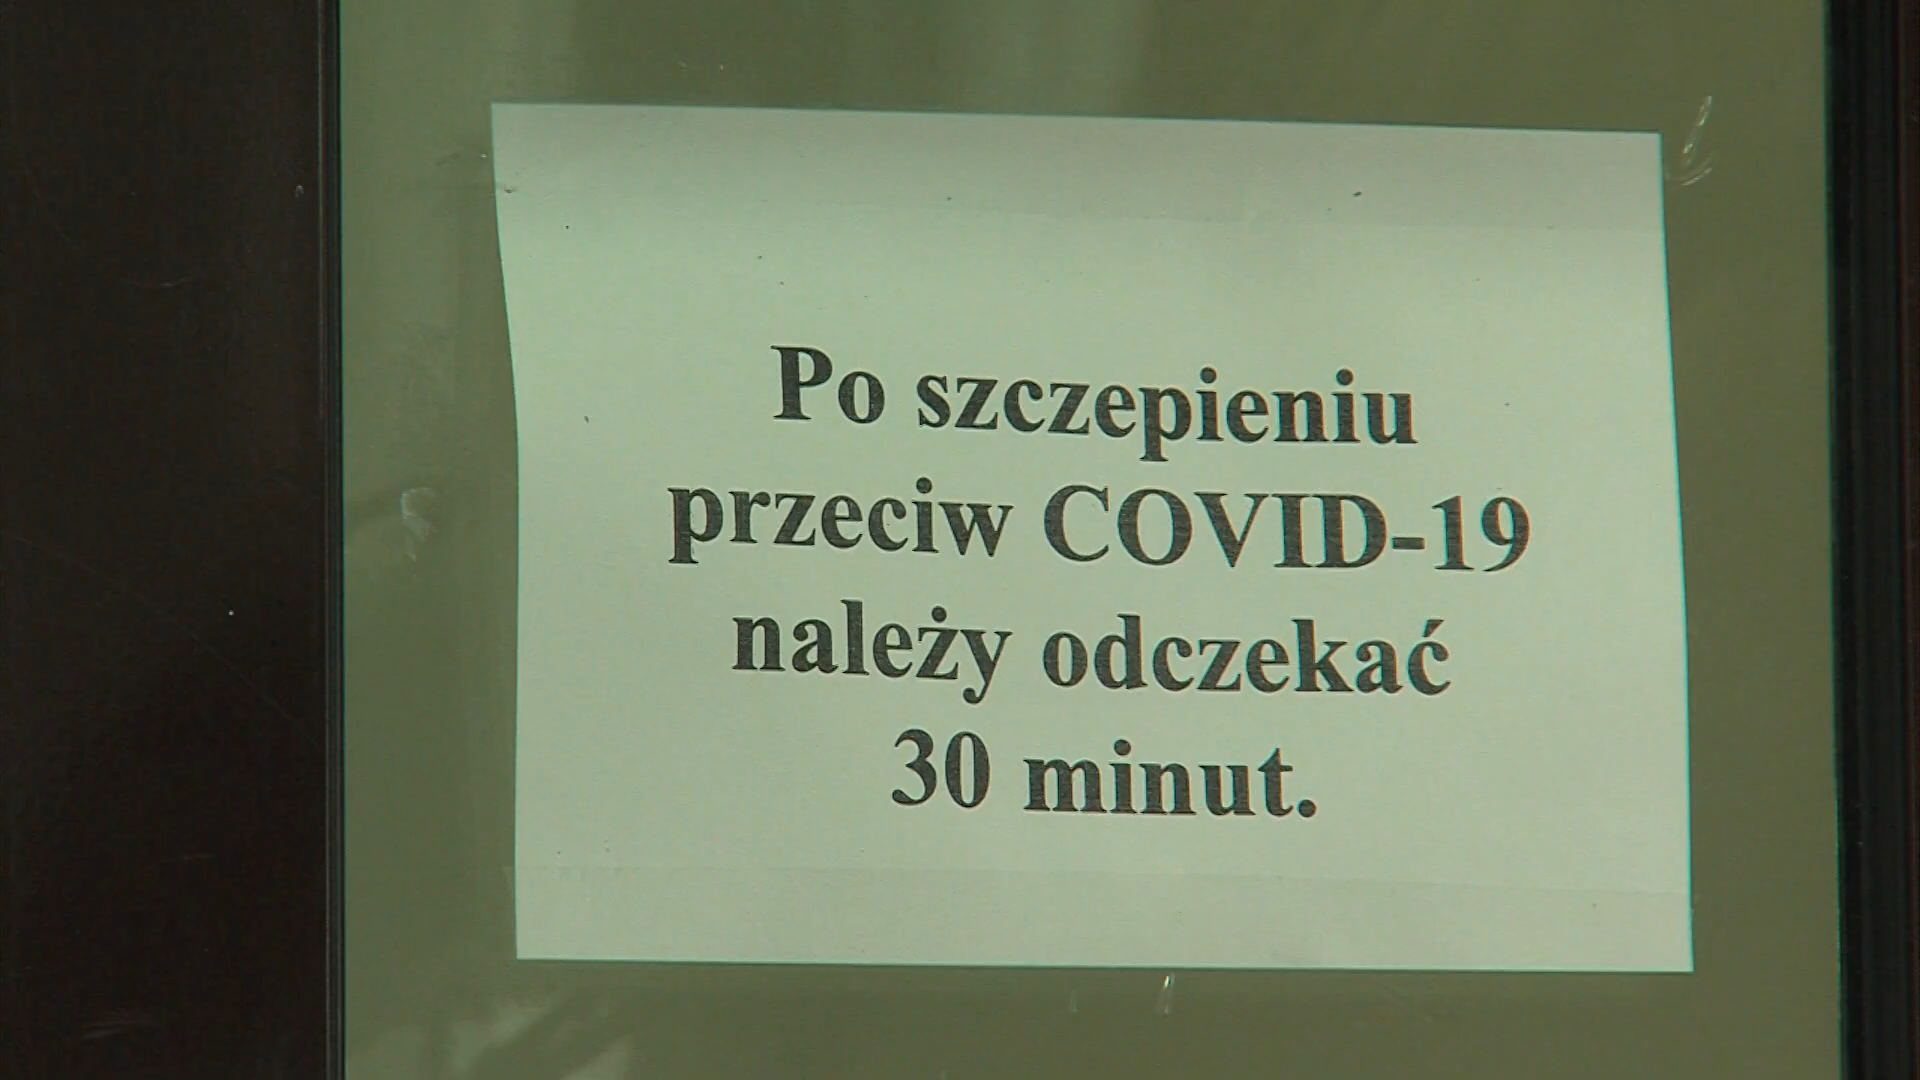 Po szczepieniu
przeciw COVID-19
należy odczekać
30 minut.